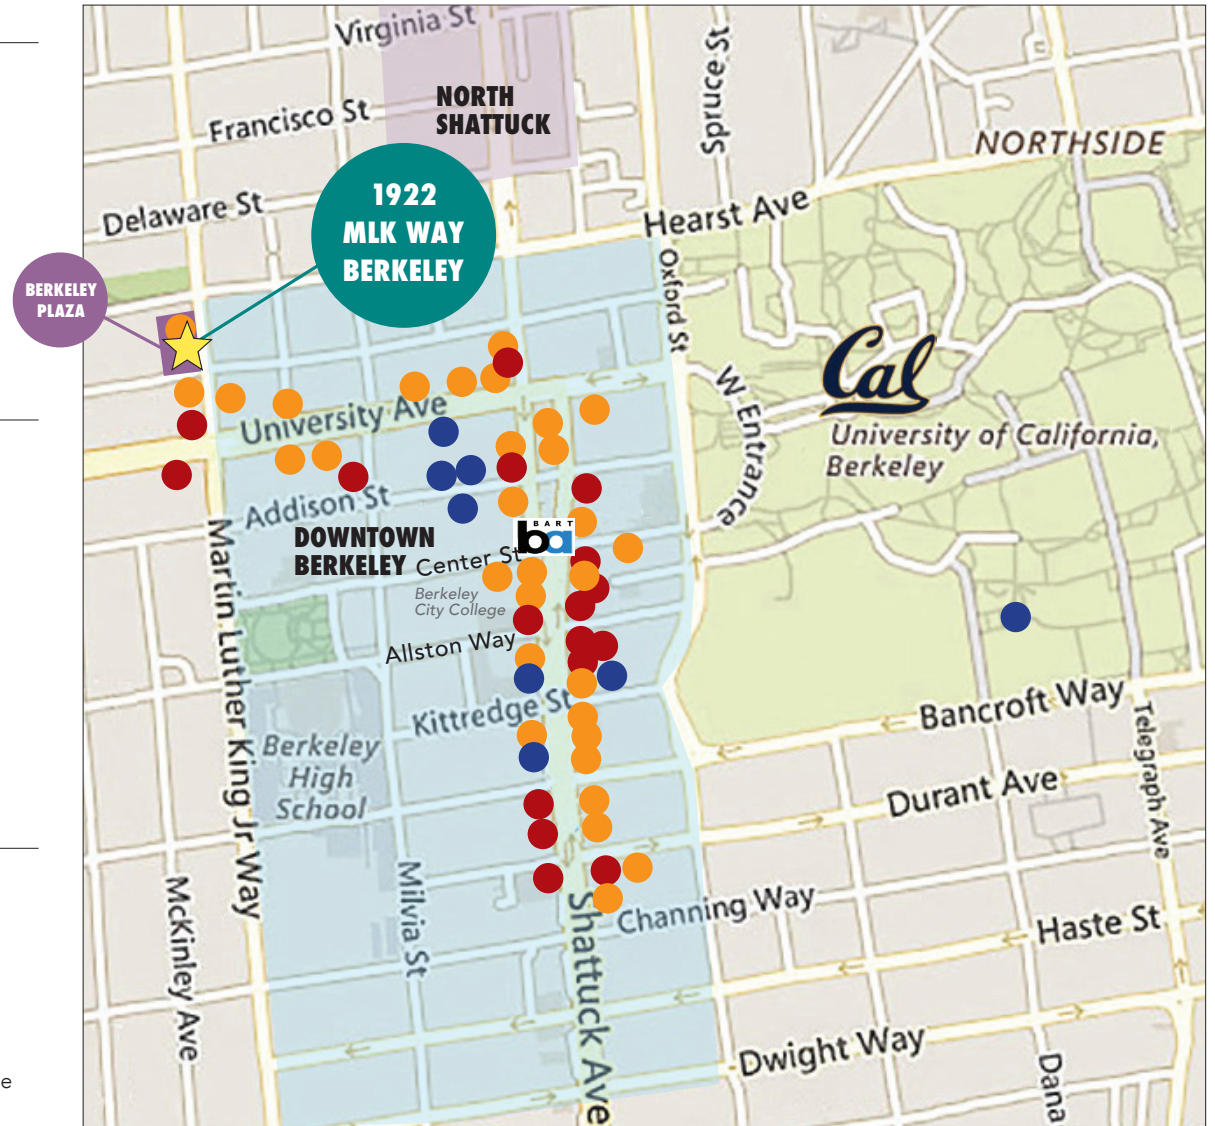 Virginia St
Spruce St
NORTH
SHATTUCK
Francisco St
NORTHSIDE
1922
MLK WAY
BERKELEY
Delaware St
Hearst Ave
BERKELEY
PLAZA
Oxford St
Cal
W Entrance
University Ave
University of California,
Berkeley
Addison St
BART
ba
DOWNTOWN
BERKELEY
Center St
Berkeley
City College
Martin Luther King Jr Way
Allston Way
Kittredge St
Bancroft Way
Telegraph Ave
Berkeley
High
School
Durant Ave
Milvia St
McKinley Ave
Shattuck Ave
Channing Way
Haste St
Dwight Way
Dana
e